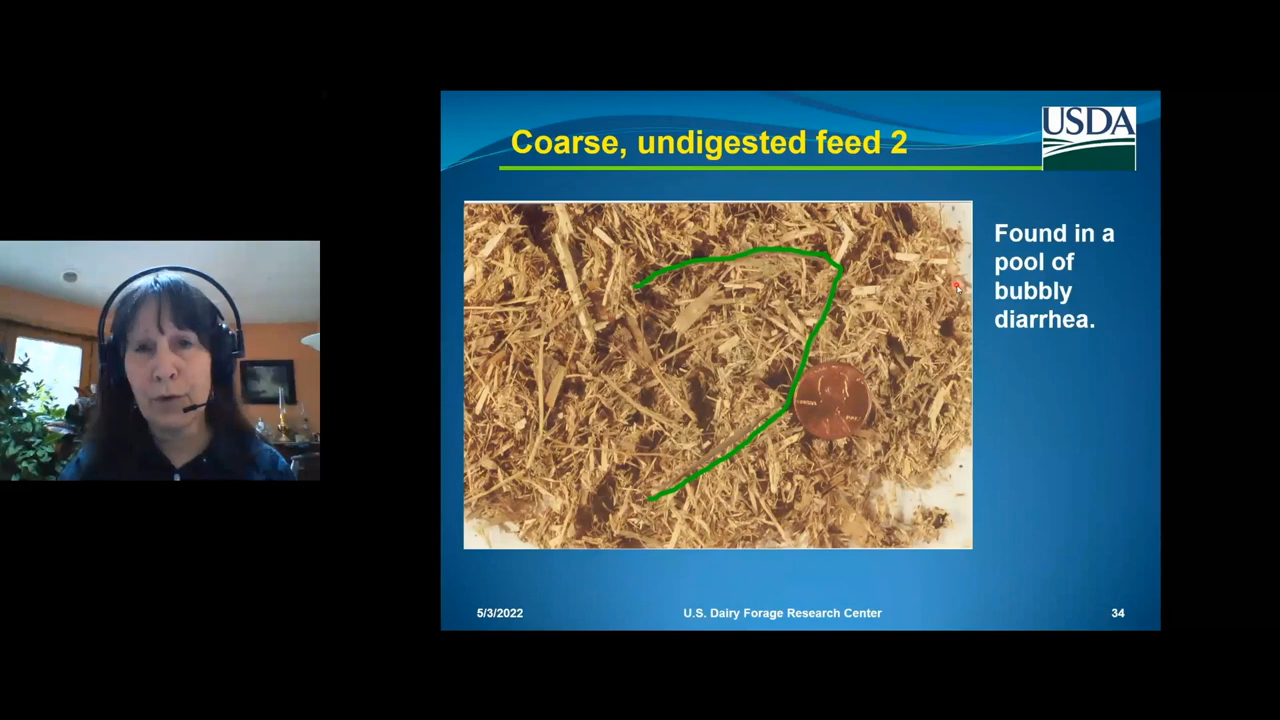 Coarse, undigested feed 2
USDA
Found in a
pool of
bubbly
diarrhea.
5/3/2022
U.S. Dairy Forage Research Center
34